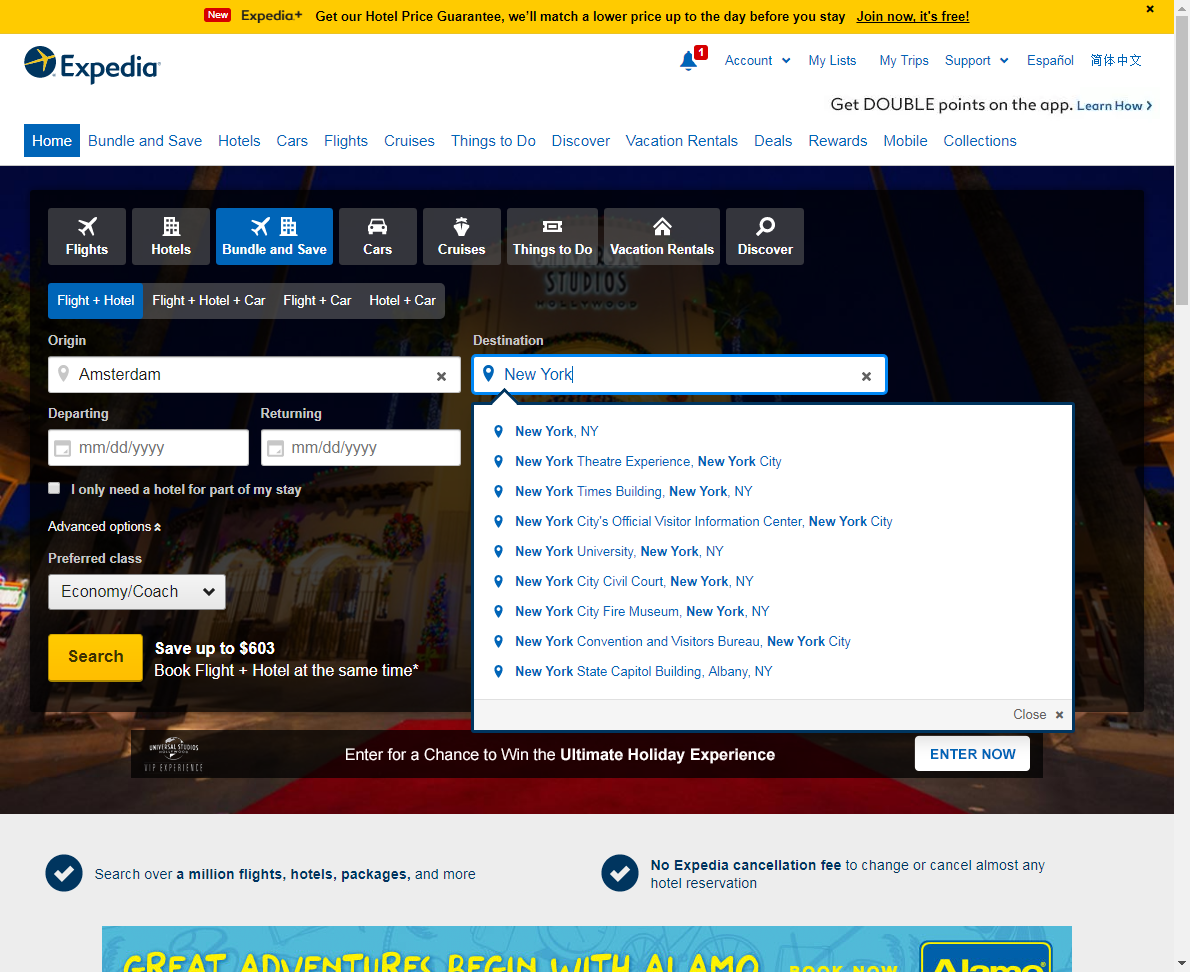 New Expedia+ Get our Hotel Price Guarantee, we'll match a lower price up to the day before you stay Join now, it's free!
Expedia
1 Account My Lists My Trips Support Español 简体中文
Get DOUBLE points on the app. Learn How
Home Bundle and Save Hotels Cars Flights Cruises Things to Do Discover Vacation Rentals Deals Rewards Mobile Collections
Flights Hotels Bundle and Save Cars Cruises Things to Do Vacation Rentals Discover
UNIVERSAL
STUDIOS
HOLLYWOOD
Flight + Hotel Flight + Hotel + Car Flight + Car Hotel + Car
Origin Destination
Amsterdam New York
Departing Returning
mm/dd/yyyy mm/dd/yyyy
I only need a hotel for part of my stay
Advanced options
Preferred class
Economy/Coach
Search
Save up to $603
Book Flight + Hotel at the same time*
New York, NY
New York Theatre Experience, New York City
New York Times Building, New York, NY
New York City's Official Visitor Information Center, New York City
New York University, New York, NY
New York City Civil Court, New York, NY
New York City Fire Museum, New York, NY
New York Convention and Visitors Bureau, New York City
New York State Capitol Building, Albany, NY
Close
UNIVERSAL STUDIOS
HOLLYWOOD
VIP EXPERIENCE
Enter for a Chance to Win the Ultimate Holiday Experience
ENTER NOW
Search over a million flights, hotels, packages, and more
No Expedia cancellation fee to change or cancel almost any
hotel reservation
GREAT ADVENTURES BEGIN WITH ALAMO BOOK NOW Alamo